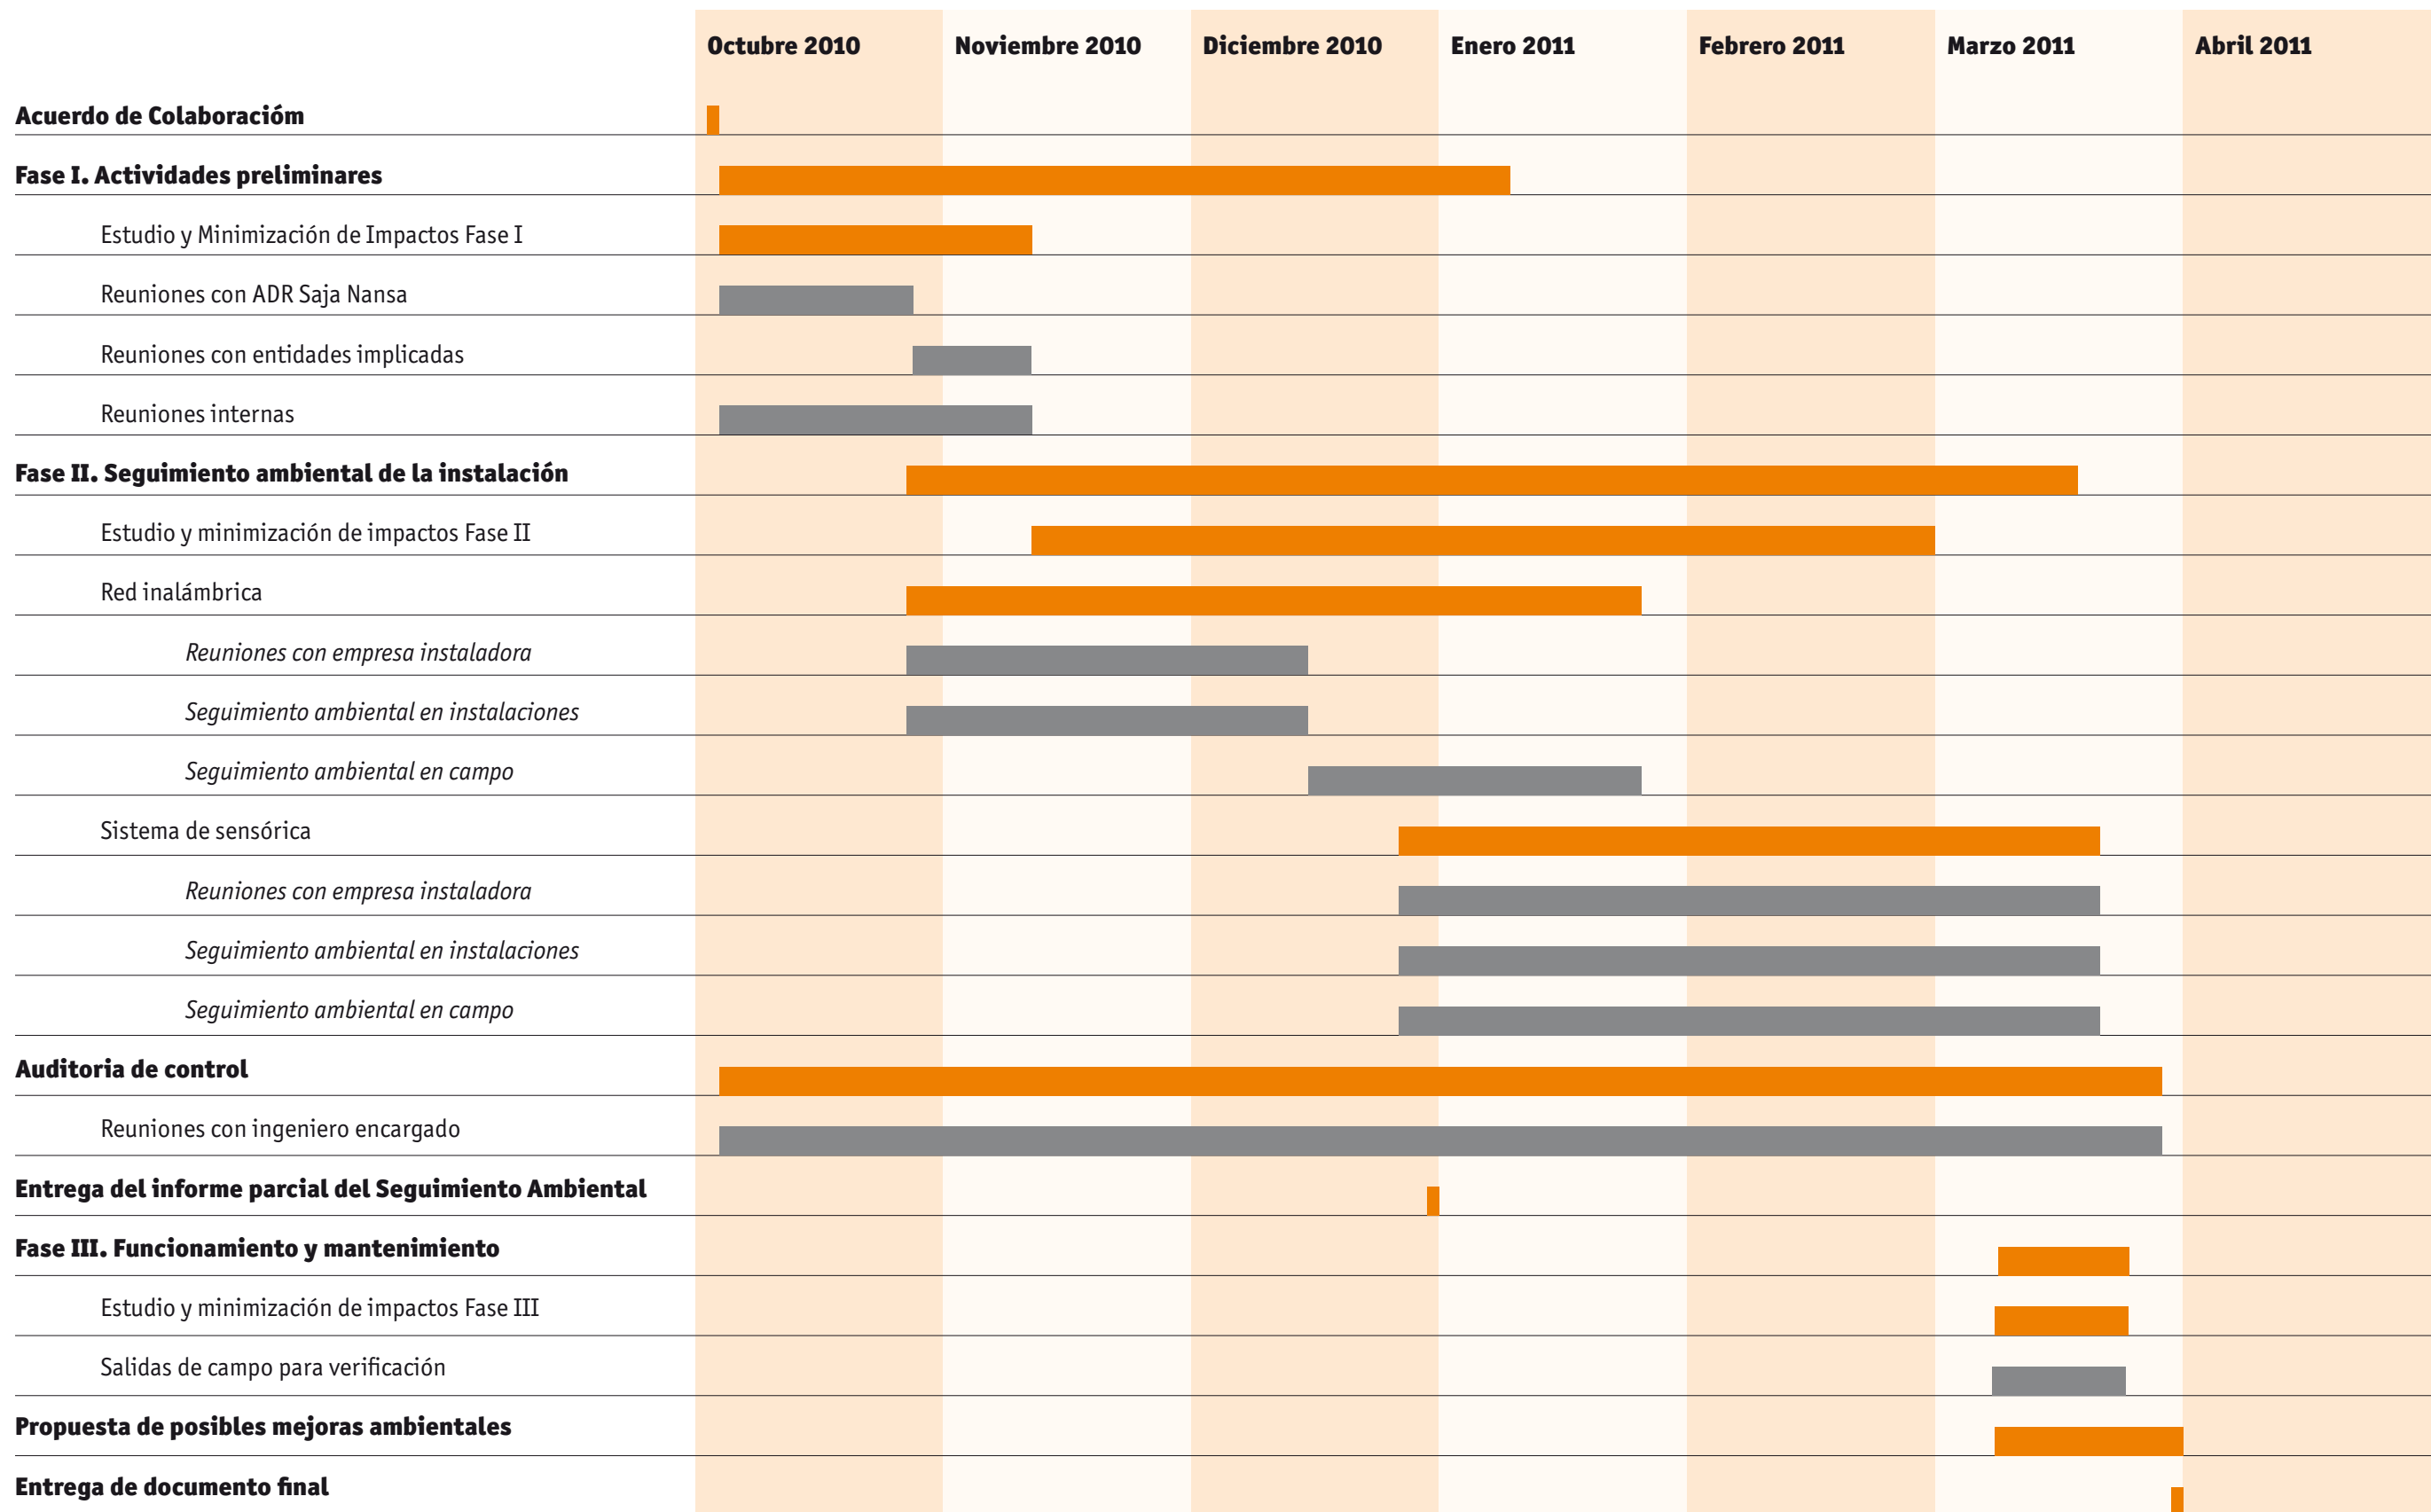 Octubre 2010 Noviembre 2010 Diciembre 2010 Enero 2011 Febrero 2011 Marzo 2011 Abril 2011
Acuerdo de Colaboracióm
Fase I. Actividades preliminares
Estudio y Minimización de Impactos Fase I
Reuniones con ADR Saja Nansa
Reuniones con entidades implicadas
Reuniones internas
Fase II. Seguimiento ambiental de la instalación
Estudio y minimización de impactos Fase II
Red inalámbrica
Reuniones con empresa instaladora
Seguimiento ambiental en instalaciones
Seguimiento ambiental en campo
Sistema de sensórica
Reuniones con empresa instaladora
Seguimiento ambiental en instalaciones
Seguimiento ambiental en campo
Auditoria de control
Reuniones con ingeniero encargado
Entrega del informe parcial del Seguimiento Ambiental
Fase III. Funcionamiento y mantenimiento
Estudio y minimización de impactos Fase III
Salidas de campo para verificación
Propuesta de posibles mejoras ambientales
Entrega de documento final